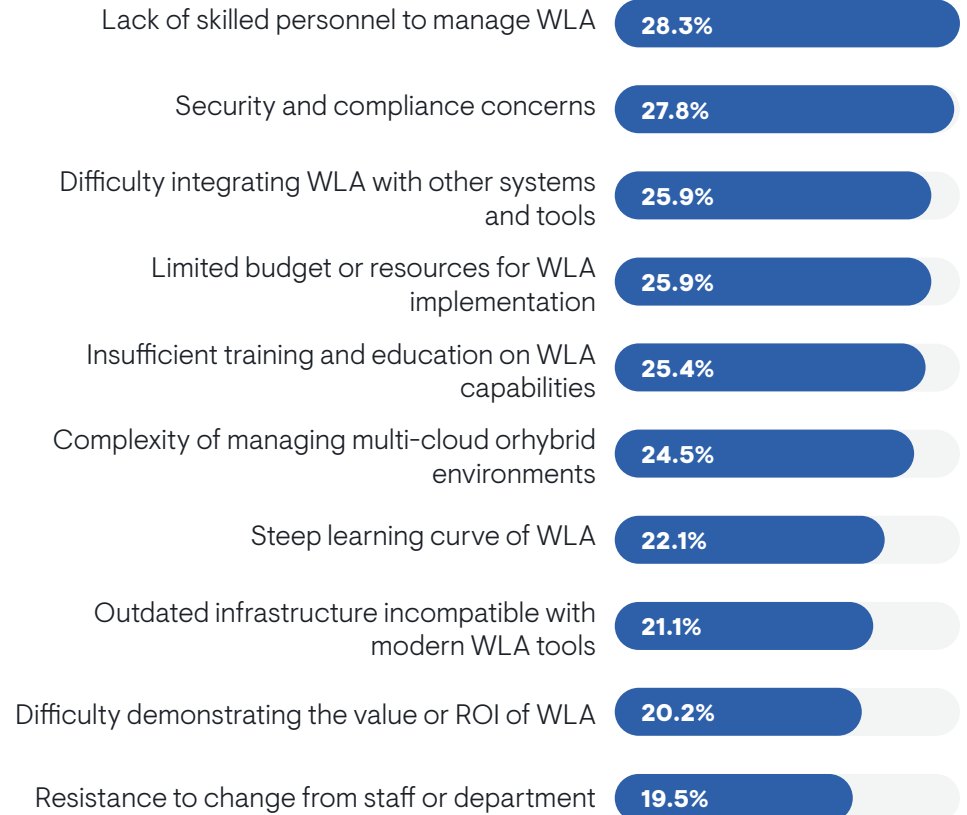 Lack of skilled personnel to manage WLA 28.3%
Security and compliance concerns 27.8%
Difficulty integrating WLA with other systems
and tools 25.9%
Limited budget or resources for WLA
implementation 25.9%
Insufficient training and education on WLA
capabilities 25.4%
Complexity of managing multi-cloud orhybrid
environments 24.5%
Steep learning curve of WLA 22.1%
Outdated infrastructure incompatible with
modern WLA tools 21.1%
Difficulty demonstrating the value or ROI of WLA 20.2%
Resistance to change from staff or department 19.5%